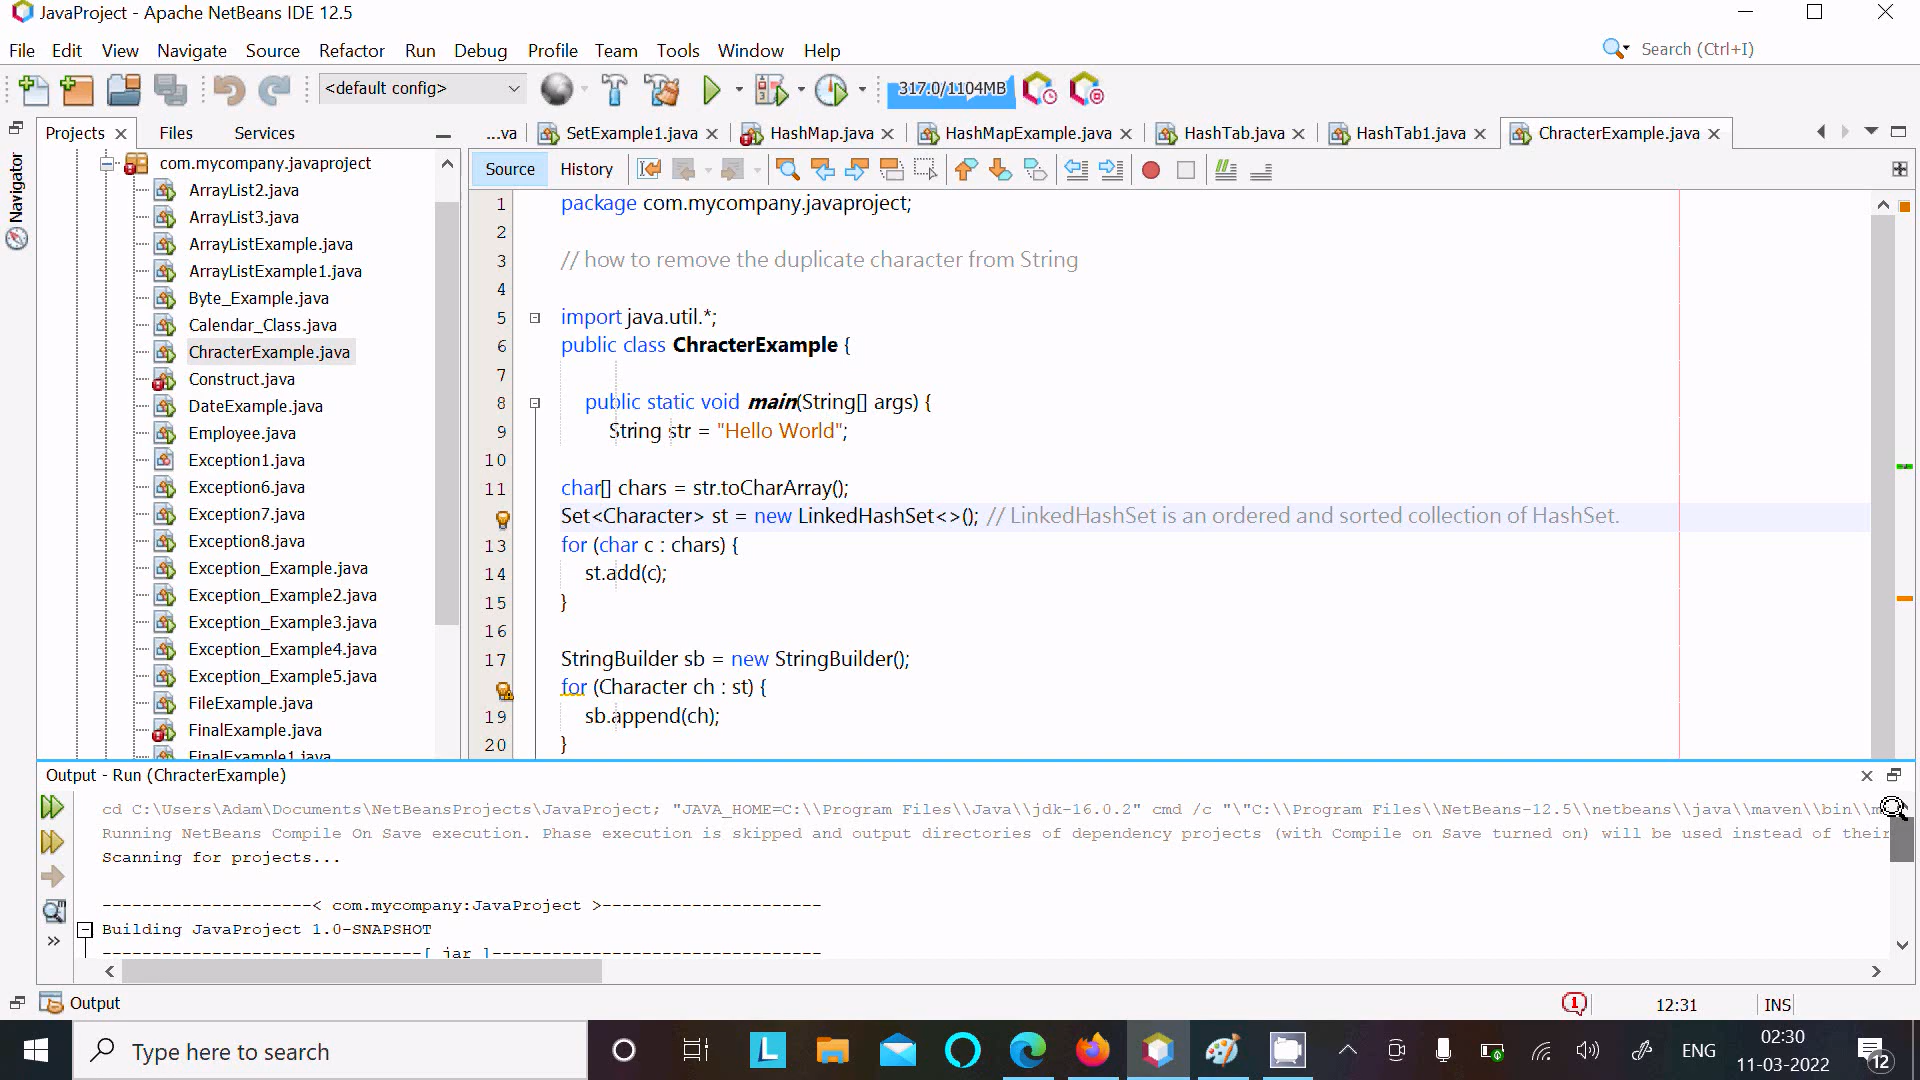 JavaProject - Apache NetBeans IDE 12.5
File Edit View Navigate Source Refactor Run Debug Profile Team Tools Window Help
Search (Ctrl+I)
<default config>
317.0/1104MB
Projects Files Services
...va SetExample1.java HashMap.java HashMapExample.java HashTab.java HashTab1.java ChracterExample.java
Navigator
Source History
com.mycompany.javaproject
ArrayList2.java
ArrayList3.java
ArrayListExample.java
ArrayListExample1.java
Byte_Example.java
Calendar_Class.java
ChracterExample.java
Construct.java
DateExample.java
Employee.java
Exception1.java
Exception6.java
Exception7.java
Exception8.java
Exception_Example.java
Exception_Example2.java
Exception_Example3.java
Exception_Example4.java
Exception_Example5.java
FileExample.java
FinalExample.java
FinalExample1.java
1 package com.mycompany.javaproject;
2
3 // how to remove the duplicate character from String
4
5 import java.util.*;
6 public class ChracterExample {
7
8 public static void main(String[] args) {
9 String str = "Hello World";
10
11 char[] chars = str.toCharArray();
Set<Character> st = new LinkedHashSet<>(); // LinkedHashSet is an ordered and sorted collection of HashSet.
13 for (char c : chars) {
14 st.add(c);
15 }
16
17 StringBuilder sb = new StringBuilder();
for (Character ch : st) {
19 sb.append(ch);
20 }
Output - Run (ChracterExample)
cd C:\Users\Adam\Documents\NetBeansProjects\JavaProject; "JAVA_HOME=C:\\Program Files\\Java\\jdk-16.0.2" cmd /c "\"C:\\Program Files\\NetBeans-12.5\\netbeans\\java\\maven\\bin\\m
Running NetBeans Compile On Save execution. Phase execution is skipped and output directories of dependency projects (with Compile on Save turned on) will be used instead of their
Scanning for projects...
---------------------< com.mycompany:JavaProject >----------------------
Building JavaProject 1.0-SNAPSHOT
--------------------------------[ jar ]---------------------------------
Output
1
12:31 INS
Type here to search
L
ENG
02:30
11-03-2022
12